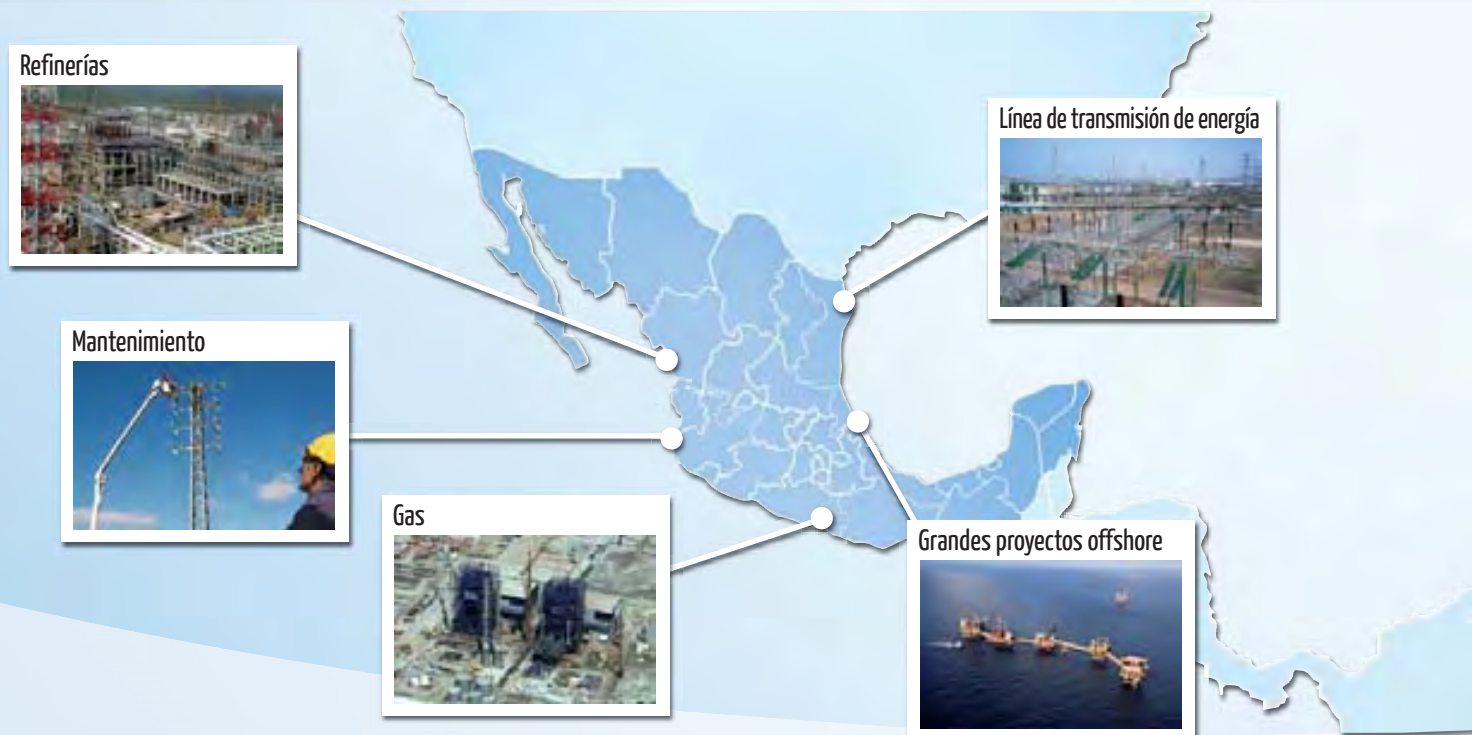 Refinerías
Línea de transmisión de energía
Mantenimiento
Gas
Grandes proyectos offshore